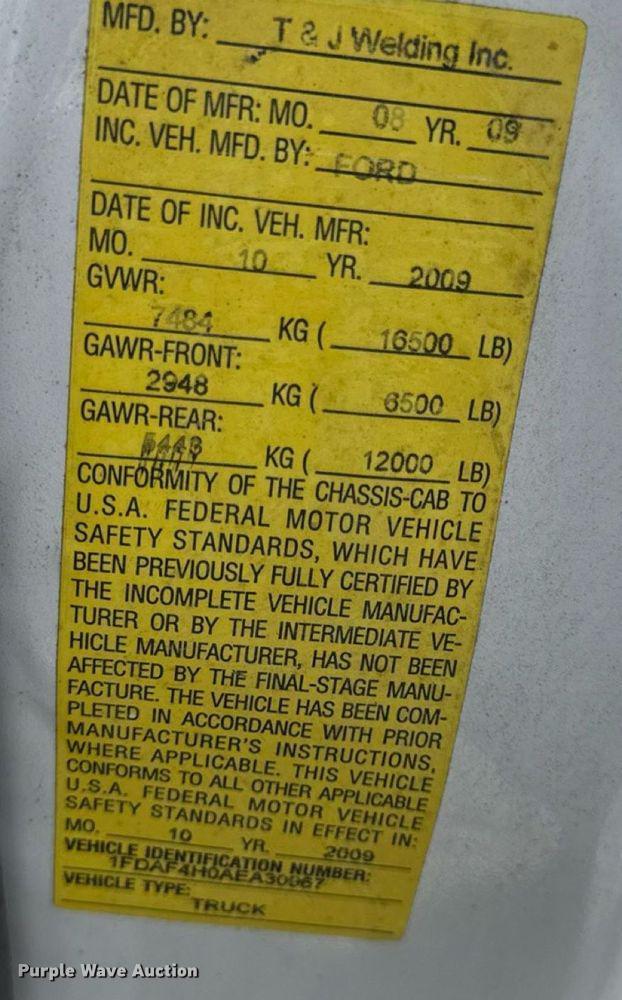 MFD. BY: T & J Welding Inc.
DATE OF MFR: MO. 08 YR. 09
INC. VEH. MFD. BY: FORD
DATE OF INC. VEH. MFR:
MO. 10 YR. 2009
GVWR:
7484 KG ( 16500 LB)
GAWR-FRONT:
2948 KG ( 6500 LB)
GAWR-REAR:
KG ( 12000 LB)
CONFORMITY OF THE CHASSIS-CAB TO
U.S.A. FEDERAL MOTOR VEHICLE
SAFETY STANDARDS, WHICH HAVE
BEEN PREVIOUSLY FULLY CERTIFIED BY
THE INCOMPLETE VEHICLE MANUFAC-
TURER OR BY THE INTERMEDIATE VE-
HICLE MANUFACTURER, HAS NOT BEEN
AFFECTED BY THE FINAL-STAGE MANU-
FACTURE. THE VEHICLE HAS BEEN COM-
PLETED IN ACCORDANCE WITH PRIOR
MANUFACTURER'S INSTRUCTIONS,
WHERE APPLICABLE. THIS VEHICLE
CONFORMS TO ALL OTHER APPLICABLE
U.S.A. FEDERAL MOTOR VEHICLE
SAFETY STANDARDS IN EFFECT IN:
MO. 10 YR. 2009
VEHICLE IDENTIFICATION NUMBER:
VEHICLE TYPE:
TRUCK
Purple Wave Auction